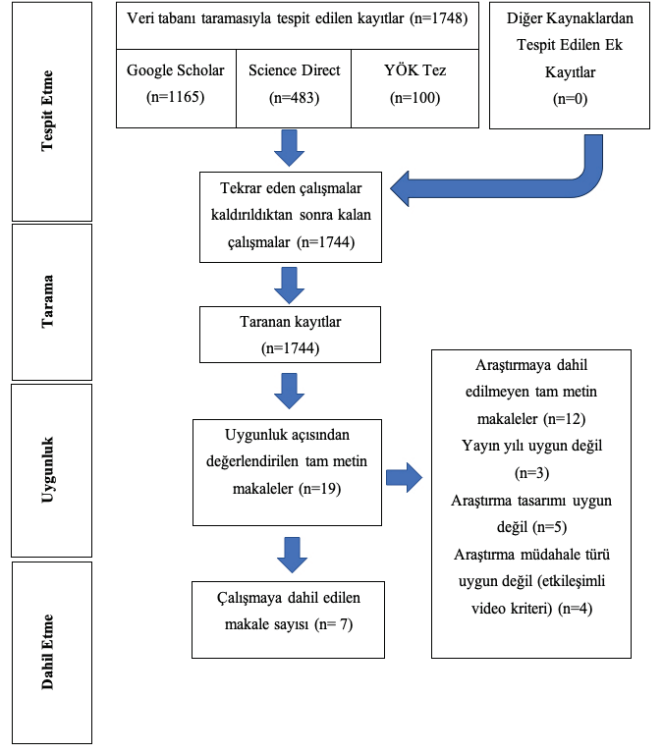 Tespit Etme
Veri tabanı taramasıyla tespit edilen kayıtlar (n=1748)
Google Scholar
(n=1165)
Science Direct
(n=483)
YÖK Tez
(n=100)
Diğer Kaynaklardan
Tespit Edilen Ek
Kayıtlar
(n=0)
Tekrar eden çalışmalar
kaldırıldıktan sonra kalan
çalışmalar (n=1744)
Tarama
Taranan kayıtlar
(n=1744)
Uygunluk
Uygunluk açısından
değerlendirilen tam metin
makaleler (n=19)
Araştırmaya dahil
edilmeyen tam metin
makaleler (n=12)
Yayın yılı uygun değil
(n=3)
Araştırma tasarımı uygun
değil (n=5)
Araştırma müdahale türü
uygun değil (etkileşimli
video kriteri) (n=4)
Dahil Etme
Çalışmaya dahil edilen
makale sayısı (n= 7)